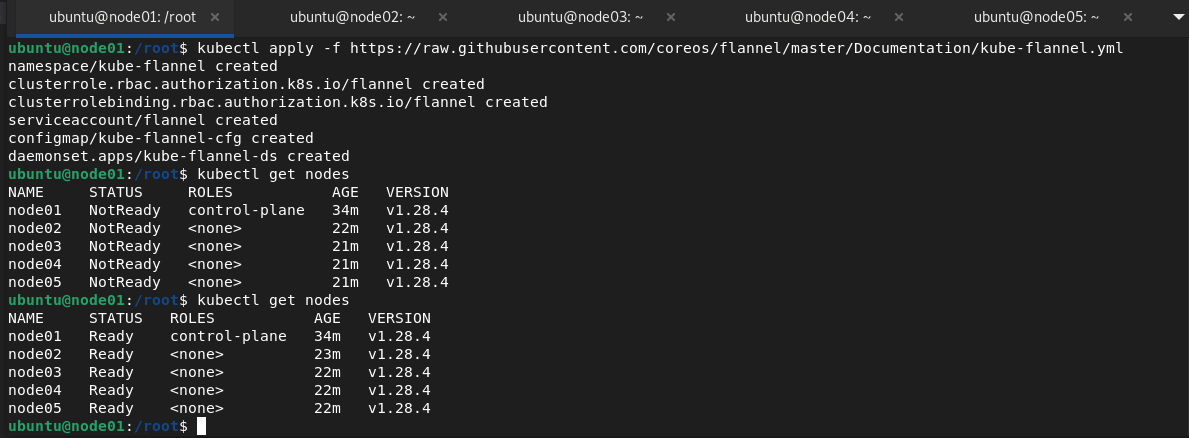 ubuntu@node01: /root × ubuntu@node02: ~ × ubuntu@node03: ~ × ubuntu@node04: ~ × ubuntu@node05: ~ ×
ubuntu@node01:/root$ kubectl apply -f https://raw.githubusercontent.com/coreos/flannel/master/Documentation/kube-flannel.yml
namespace/kube-flannel created
clusterrole.rbac.authorization.k8s.io/flannel created
clusterrolebinding.rbac.authorization.k8s.io/flannel created
serviceaccount/flannel created
configmap/kube-flannel-cfg created
daemonset.apps/kube-flannel-ds created
ubuntu@node01:/root$ kubectl get nodes
NAME     STATUS     ROLES           AGE   VERSION
node01   NotReady   control-plane   34m   v1.28.4
node02   NotReady   <none>          22m   v1.28.4
node03   NotReady   <none>          21m   v1.28.4
node04   NotReady   <none>          21m   v1.28.4
node05   NotReady   <none>          21m   v1.28.4
ubuntu@node01:/root$ kubectl get nodes
NAME     STATUS   ROLES           AGE   VERSION
node01   Ready    control-plane   34m   v1.28.4
node02   Ready    <none>          23m   v1.28.4
node03   Ready    <none>          22m   v1.28.4
node04   Ready    <none>          22m   v1.28.4
node05   Ready    <none>          22m   v1.28.4
ubuntu@node01:/root$